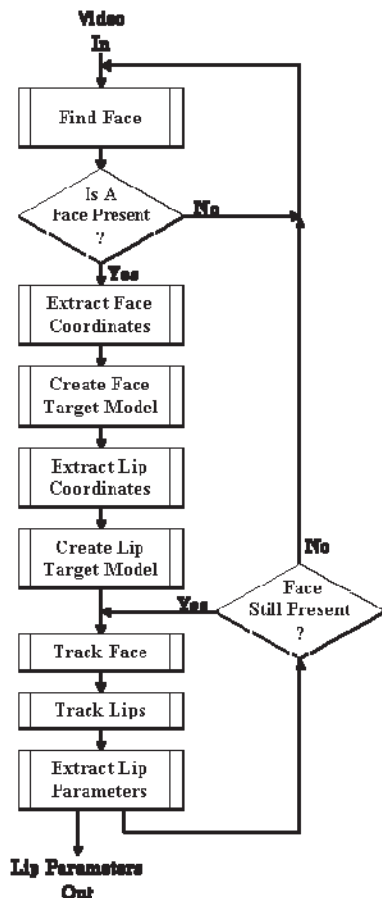 Video
In
Find Face
Is A
Face Present
?
No
Yes
Extract Face
Coordinates
Create Face
Target Model
Extract Lip
Coordinates
Create Lip
Target Model
No
Face
Still Present
?
Yes
Track Face
Track Lips
Extract Lip
Parameters
Lip Parameters
Out